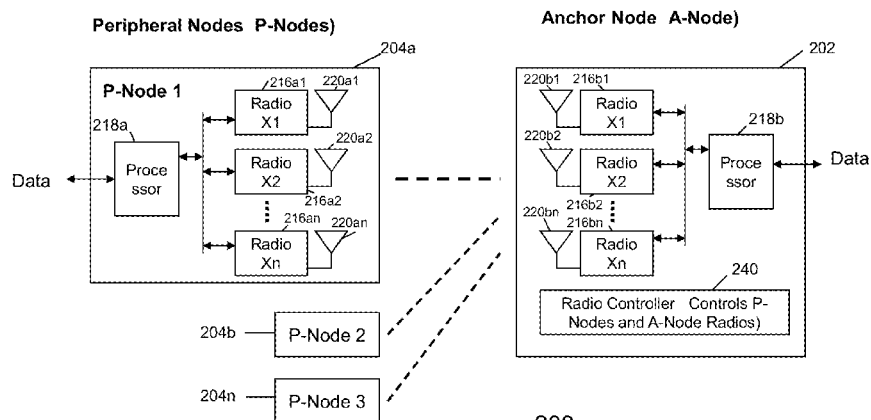 Peripheral Nodes P-Nodes)
Anchor Node A-Node)
204a
202
P-Node 1
218a
Proce
ssor
Data
216a1
220a1
Radio
X1
220a2
Radio
X2
216a2
216an
220an
Radio
Xn
220b1
216b1
Radio
X1
220b2
Radio
X2
216b2
220bn
216bn
Radio
Xn
218b
Proce
ssor
Data
240
Radio Controller Controls P-
Nodes and A-Node Radios)
204b
P-Node 2
204n
P-Node 3